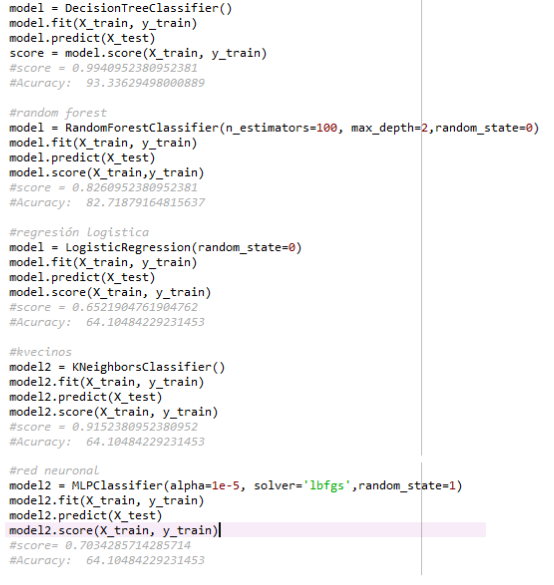 model = DecisionTreeClassifier()
model.fit(X_train, y_train)
model.predict(X_test)
score = model.score(X_train, y_train)
#score = 0.9940952380952381
#Acuracy:  93.33629498000889
#random forest
model = RandomForestClassifier(n_estimators=100, max_depth=2,random_state=0)
model.fit(X_train, y_train)
model.predict(X_test)
model.score(X_train,y_train)
#score = 0.8260952380952381
#Acuracy:  82.71879164815637
#regresión logistica
model = LogisticRegression(random_state=0)
model.fit(X_train, y_train)
model.predict(X_test)
model.score(X_train, y_train)
#score = 0.6521904761904762
#Acuracy:  64.10484229231453
#kvecinos
model2 = KNeighborsClassifier()
model2.fit(X_train, y_train)
model2.predict(X_test)
model2.score(X_train, y_train)
#score = 0.9152380952380952
#Acuracy:  64.10484229231453
#red neuronal
model2 = MLPClassifier(alpha=1e-5, solver='lbfgs',random_state=1)
model2.fit(X_train, y_train)
model2.predict(X_test)
model2.score(X_train, y_train)
#score= 0.7034285714285714
#Acuracy:  64.10484229231453